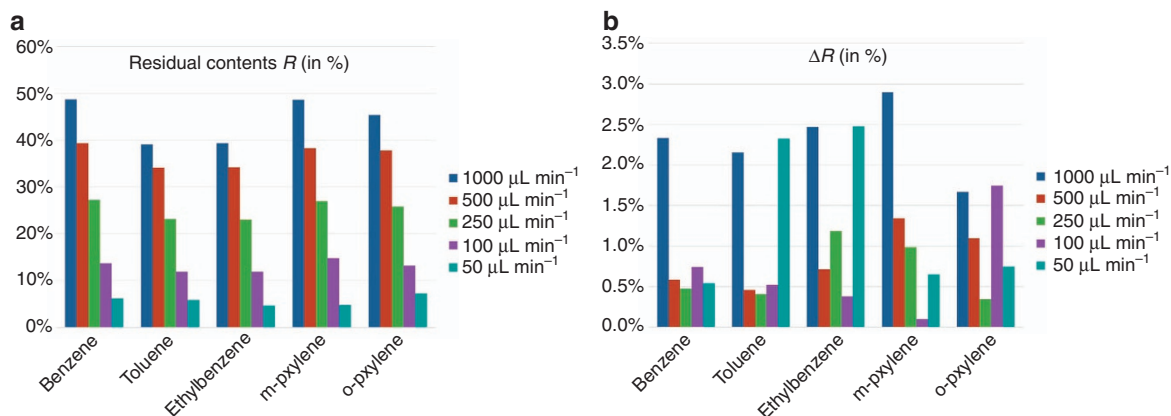 a
Residual contents R (in %)
60%
50%
40%
30%
20%
10%
0%
Benzene
Toluene
Ethylbenzene
m-pxylene
o-pxylene
1000 µL min⁻¹
500 µL min⁻¹
250 µL min⁻¹
100 µL min⁻¹
50 µL min⁻¹
b
ΔR (in %)
3.5%
3.0%
2.5%
2.0%
1.5%
1.0%
0.5%
0.0%
Benzene
Toluene
Ethylbenzene
m-pxylene
o-pxylene
1000 µL min⁻¹
500 µL min⁻¹
250 µL min⁻¹
100 µL min⁻¹
50 µL min⁻¹